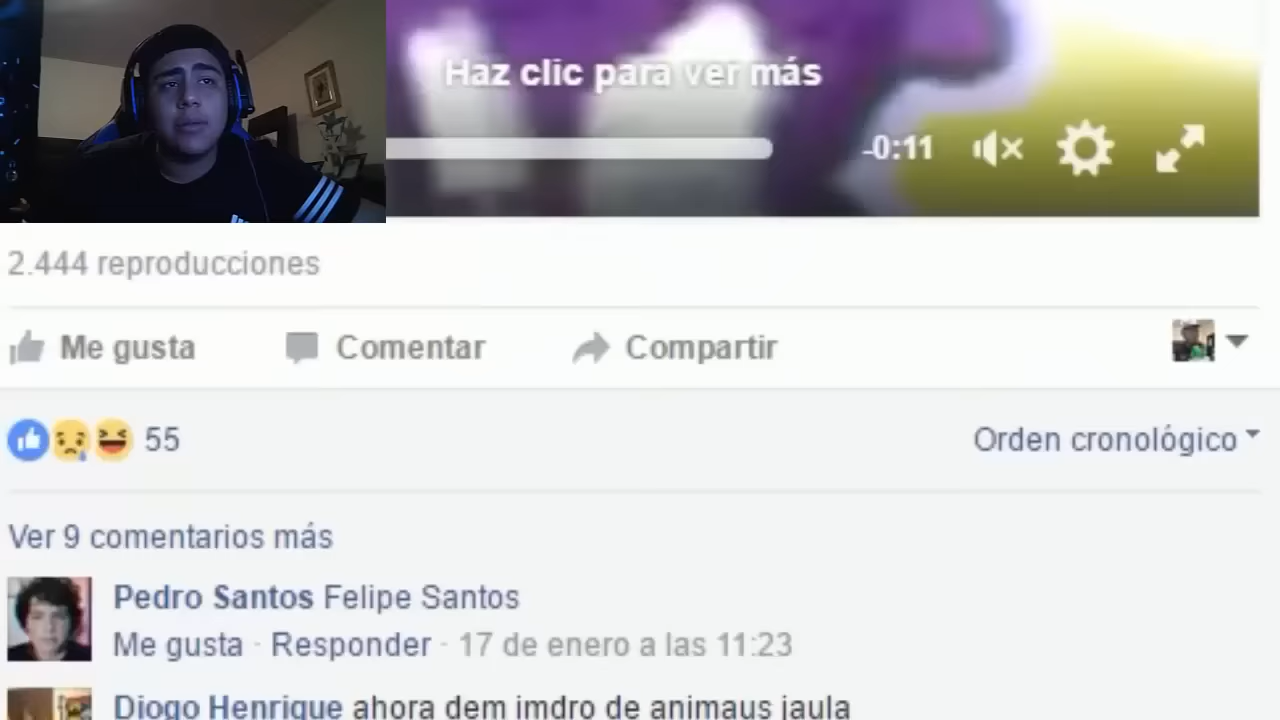 Haz clic para ver más
-0:11
2.444 reproducciones
Me gusta Comentar Compartir
55 Orden cronológico
Ver 9 comentarios más
Pedro Santos Felipe Santos
Me gusta · Responder · 17 de enero a las 11:23
Diogo Henrique ahora dem imdro de animaus jaula